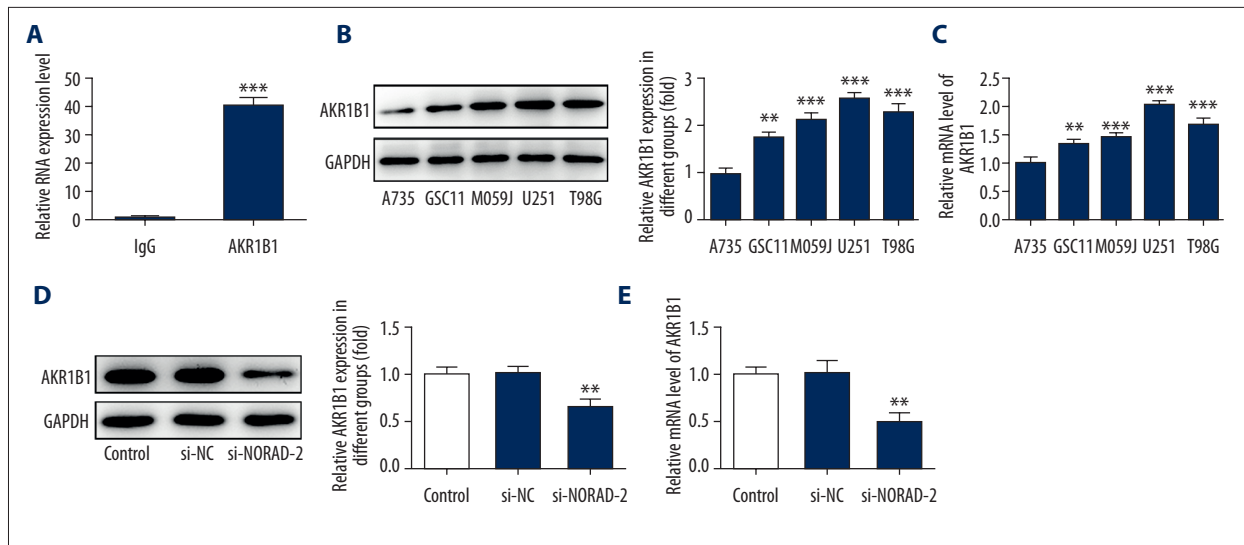 A
Relative RNA expression level
50
40
30
20
10
0
***
IgG
AKR1B1
B
AKR1B1
GAPDH
A735 GSC11 M059J U251 T98G
Relative AKR1B1 expression in
different groups (fold)
3
2
1
0
** *** *** ***
A735 GSC11 M059J U251 T98G
C
Relative mRNA level of
AKR1B1
2.5
2.0
1.5
1.0
0.5
0.0
** *** *** ***
A735 GSC11 M059J U251 T98G
D
AKR1B1
GAPDH
Control si-NC si-NORAD-2
Relative AKR1B1 expression in
different groups (fold)
1.5
1.0
0.5
0.0
**
Control si-NC si-NORAD-2
E
Relative mRNA level of AKR1B1
1.5
1.0
0.5
0.0
**
Control si-NC si-NORAD-2